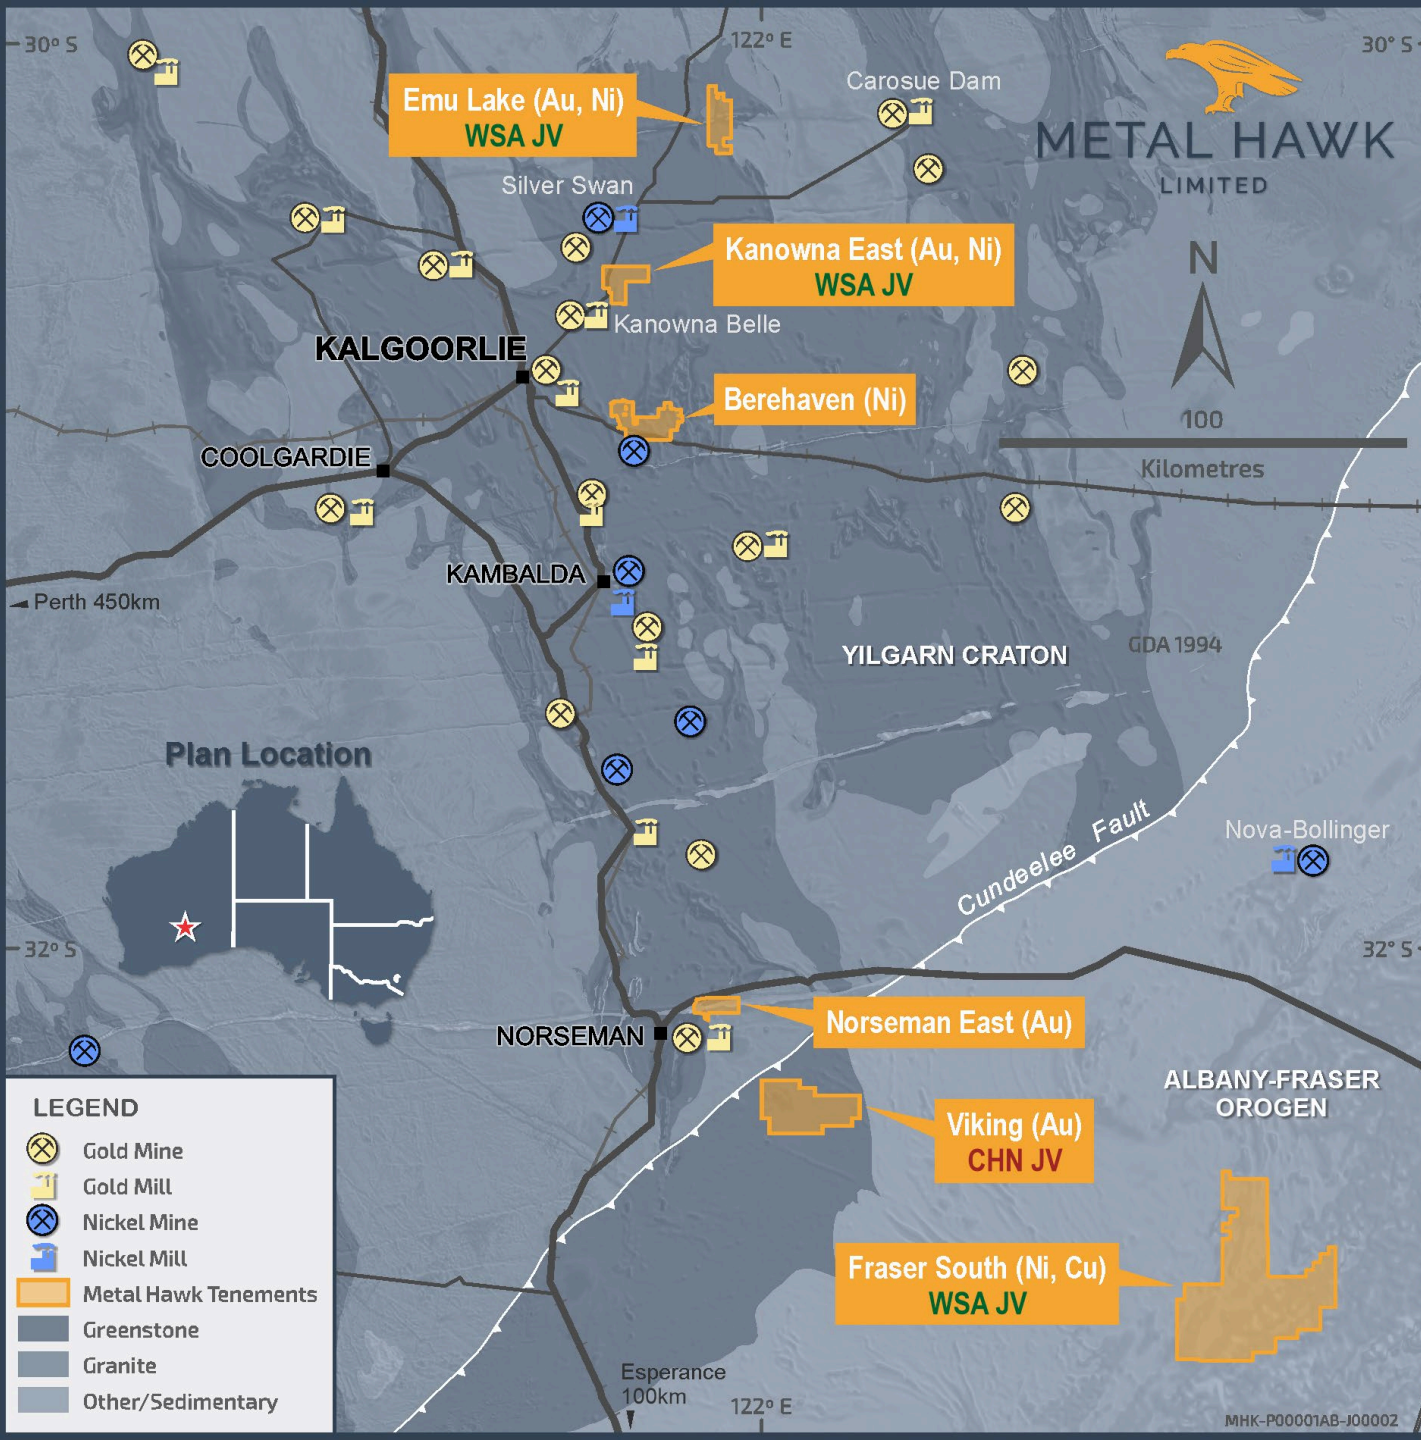 30° S
122° E
30° S
Emu Lake (Au, Ni)
WSA JV
Carosue Dam
METAL HAWK
LIMITED
Silver Swan
Kanowna East (Au, Ni)
WSA JV
N
Kanowna Belle
KALGOORLIE
Berehaven (Ni)
100
Kilometres
COOLGARDIE
KAMBALDA
Perth 450km
YILGARN CRATON
GDA 1994
Plan Location
Cundeelee Fault
Nova-Bollinger
32° S
32° S
NORSEMAN
Norseman East (Au)
ALBANY-FRASER
OROGEN
Viking (Au)
CHN JV
Fraser South (Ni, Cu)
WSA JV
LEGEND
Gold Mine
Gold Mill
Nickel Mine
Nickel Mill
Metal Hawk Tenements
Greenstone
Granite
Other/Sedimentary
Esperance
100km
122° E
MHK-P00001AB-J00002